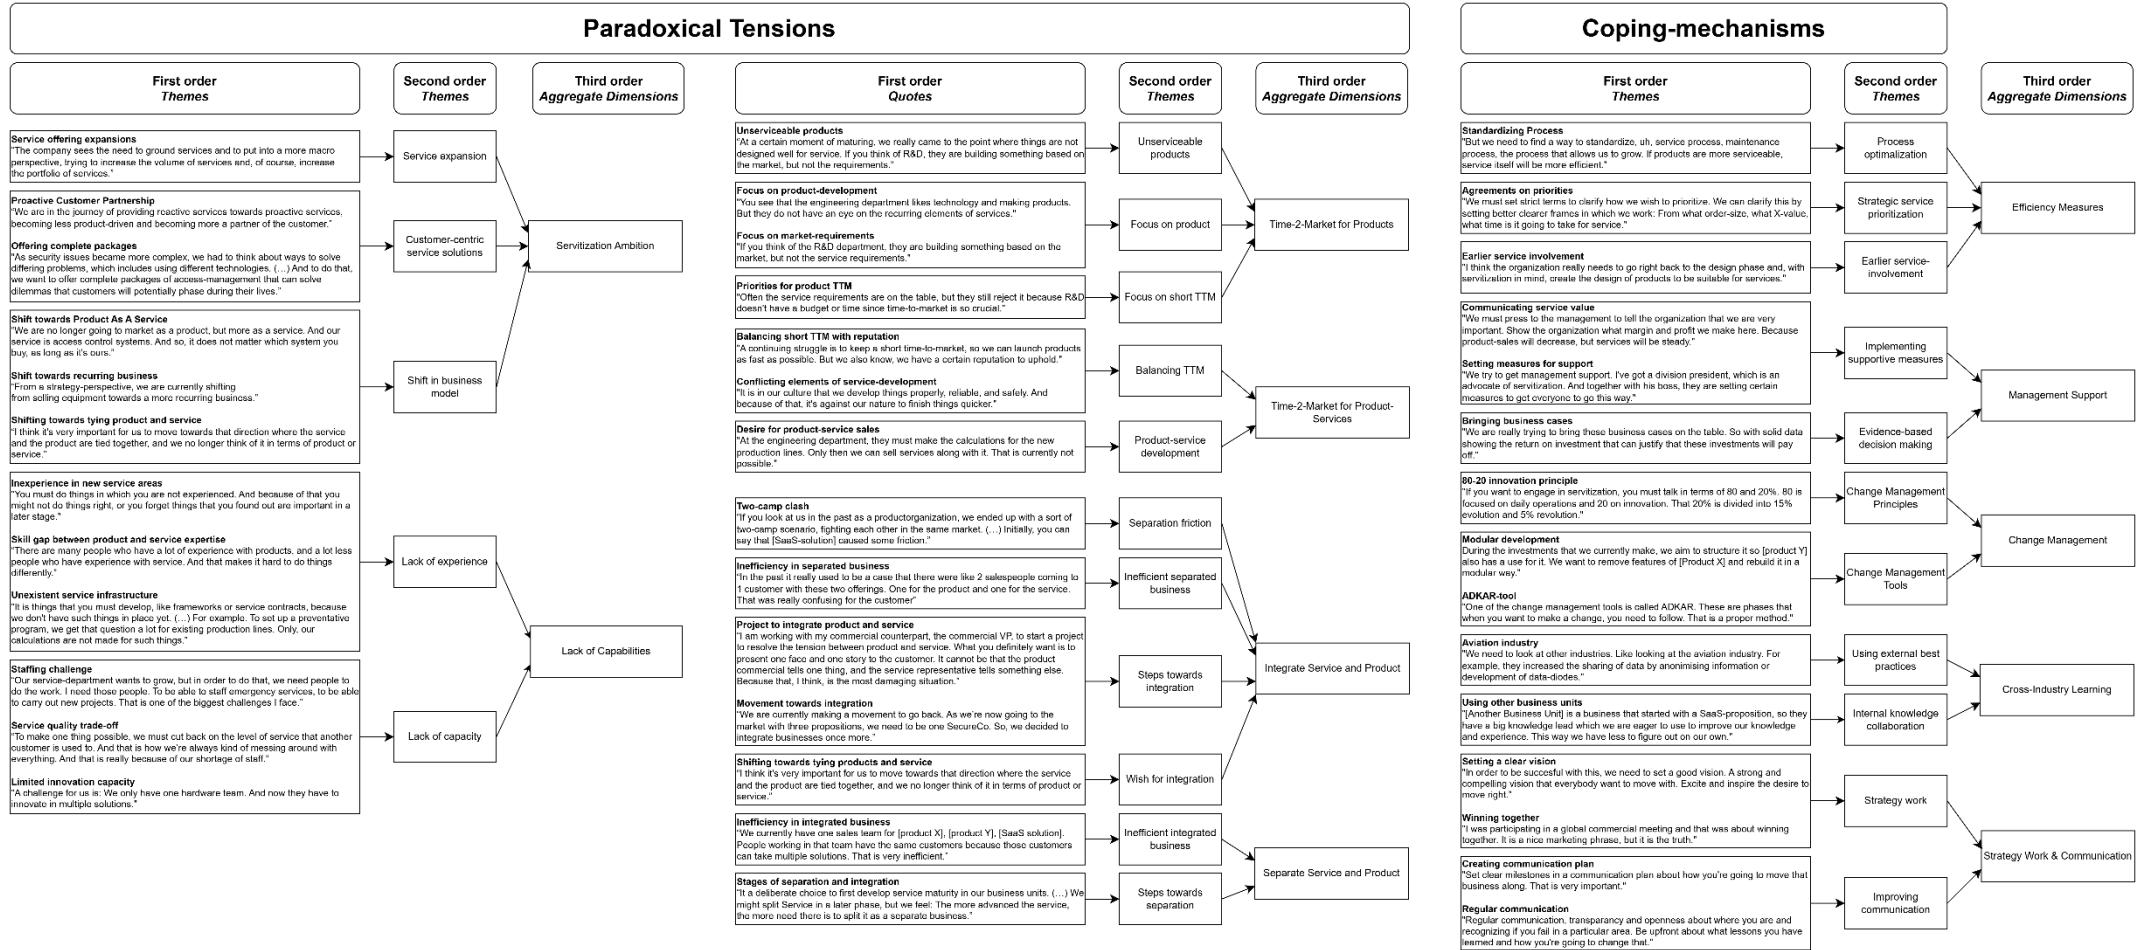 Paradoxical Tensions
First order
Themes
Second order
Themes
Third order
Aggregate Dimensions
Service offering expansions
"The company sees the need to ground services and to put into a more macro
perspective, trying to increase the volume of services and, of course, increase
the portfolio of services."
Service expansion
Proactive Customer Partnership
"We are in the journey of providing reactive services towards proactive services,
becoming less product-driven and becoming more a partner of the customer."
Offering complete packages
"As security issues became more complex, we had to think about ways to solve
differing problems, which includes using different technologies. (…) And to do that,
we want to offer complete packages of access-management that can solve
dilemmas that customers will potentially phase during their lives."
Customer-centric
service solutions
Shift towards Product As A Service
"We are no longer going to market as a product, but more as a service. And our
service is access control systems. And so, it does not matter which system you
buy, as long as it's ours."
Shift towards recurring business
"From a strategy-perspective, we are currently shifting
from selling equipment towards a more recurring business."
Shifting towards tying product and service
"I think it's very important for us to move towards that direction where the service
and the product are tied together, and we no longer think of it in terms of product or
service."
Shift in business
model
Servitization Ambition
Inexperience in new service areas
"You must do things in which you are not experienced. And because of that you
might not do things right, or you forget things that you found out are important in a
later stage."
Skill gap between product and service expertise
"There are many people who have a lot of experience with products, and a lot less
people who have experience with service. And that makes it hard to do things
differently."
Unexistent service infrastructure
"It is things that you must develop, like frameworks or service contracts, because
we don't have such things in place yet. (…) For example. To set up a preventative
program, we get that question a lot for existing production lines. Only, our
calculations are not made for such things."
Lack of experience
Staffing challenge
"Our service-department wants to grow, but in order to do that, we need people to
do the work. I need those people. To be able to staff emergency services, to be able
to carry out new projects. That is one of the biggest challenges I face."
Service quality trade-off
"To make one thing possible, we must cut back on the level of service that another
customer is used to. And that is how we're always kind of messing around with
everything. And that is really because of our shortage of staff."
Limited innovation capacity
"A challenge for us is: We only have one hardware team. And now they have to
innovate in multiple solutions."
Lack of capacity
Lack of Capabilities
First order
Quotes
Second order
Themes
Third order
Aggregate Dimensions
Unserviceable products
"At a certain moment of maturing, we really came to the point where things are not
designed well for service. If you think of R&D, they are building something based on
the market, but not the requirements."
Unserviceable
products
Focus on product-development
"You see that the engineering department likes technology and making products.
But they do not have an eye on the recurring elements of services."
Focus on market-requirements
"If you think of the R&D department, they are building something based on the
market, but not the service requirements."
Focus on product
Priorities for product TTM
"Often the service requirements are on the table, but they still reject it because R&D
doesn't have a budget or time since time-to-market is so crucial."
Focus on short TTM
Time-2-Market for Products
Balancing short TTM with reputation
"A continuing struggle is to keep a short time-to-market, so we can launch products
as fast as possible. But we also know, we have a certain reputation to uphold."
Conflicting elements of service-development
"It is in our culture that we develop things properly, reliable, and safely. And
because of that, it's against our nature to finish things quicker."
Balancing TTM
Desire for product-service sales
"At the engineering department, they must make the calculations for the new
production lines. Only then we can sell services along with it. That is currently not
possible."
Product-service
development
Time-2-Market for Product-
Services
Two-camp clash
"If you look at us in the past as a productorganization, we ended up with a sort of
two-camp scenario, fighting each other in the same market. (…) Initially, you can
say that [SaaS-solution] caused some friction."
Separation friction
Inefficiency in separated business
"In the past it really used to be a case that there were like 2 salespeople coming to
1 customer with these two offerings. One for the product and one for the service.
That was really confusing for the customer"
Inefficient separated
business
Project to integrate product and service
"I am working with my commercial counterpart, the commercial VP, to start a project
to resolve the tension between product and service. What you definitely want is to
present one face and one story to the customer. It cannot be that the product
commercial tells one thing, and the service representative tells something else.
Because that, I think, is the most damaging situation."
Movement towards integration
"We are currently making a movement to go back. As we're now going to the
market with three propositions, we need to be one SecureCo. So, we decided to
integrate businesses once more."
Steps towards
integration
Shifting towards tying products and service
"I think it's very important for us to move towards that direction where the service
and the product are tied together, and we no longer think of it in terms of product or
service."
Wish for integration
Integrate Service and Product
Inefficiency in integrated business
"We currently have one sales team for [product X], [product Y], [SaaS solution].
People working in that team have the same customers because those customers
can take multiple solutions. That is very inefficient."
Inefficient integrated
business
Stages of separation and integration
"It a deliberate choice to first develop service maturity in our business units. (…) We
might split Service in a later phase, but we feel: The more advanced the service,
the more need there is to split it as a separate business."
Steps towards
separation
Separate Service and Product
Coping-mechanisms
First order
Themes
Second order
Themes
Third order
Aggregate Dimensions
Standardizing Process
"But we need to find a way to standardize, uh, service process, maintenance
process, the process that allows us to grow. If products are more serviceable,
service itself will be more efficient."
Process
optimalization
Agreements on priorities
"We must set strict terms to clarify how we wish to prioritize. We can clarify this by
setting better clearer frames in which we work: From what order-size, what X-value,
what time is it going to take for service."
Strategic service
prioritization
Earlier service involvement
"I think the organization really needs to go right back to the design phase and, with
servitization in mind, create the design of products to be suitable for services."
Earlier service-
involvement
Efficiency Measures
Communicating service value
"We must press to the management to tell the organization that we are very
important. Show the organization what margin and profit we make here. Because
product-sales will decrease, but services will be steady."
Setting measures for support
"We try to get management support. I've got a division president, which is an
advocate of servitization. And together with his boss, they are setting certain
measures to get everyone to go this way."
Implementing
supportive measures
Bringing business cases
"We are really trying to bring these business cases on the table. So with solid data
showing the return on investment that can justify that these investments will pay
off."
Evidence-based
decision making
Management Support
80-20 innovation principle
"If you want to engage in servitization, you must talk in terms of 80 and 20%. 80 is
focused on daily operations and 20 on innovation. That 20% is divided into 15%
evolution and 5% revolution."
Change Management
Principles
Modular development
During the investments that we currently make, we aim to structure it so [product Y]
also has a use for it. We want to remove features of [Product X] and rebuild it in a
modular way."
ADKAR-tool
"One of the change management tools is called ADKAR. These are phases that
when you want to make a change, you need to follow. That is a proper method."
Change Management
Tools
Change Management
Aviation industry
"We need to look at other industries. Like looking at the aviation industry. For
example, they increased the sharing of data by anonimising information or
development of data-diodes."
Using external best
practices
Using other business units
"[Another Business Unit] is a business that started with a SaaS-proposition, so they
have a big knowledge lead which we are eager to use to improve our knowledge
and experience. This way we have less to figure out on our own."
Internal knowledge
collaboration
Cross-Industry Learning
Setting a clear vision
"In order to be succesful with this, we need to set a good vision. A strong and
compelling vision that everybody want to move with. Excite and inspire the desire to
move right."
Winning together
"I was participating in a global commercial meeting and that was about winning
together. It is a nice marketing phrase, but it is the truth."
Strategy work
Creating communication plan
"Set clear milestones in a communication plan about how you're going to move that
business along. That is very important."
Regular communication
"Regular communication, transparancy and openness about where you are and
recognizing if you fail in a particular area. Be upfront about what lessons you have
learned and how you're going to change that."
Improving
communication
Strategy Work & Communication